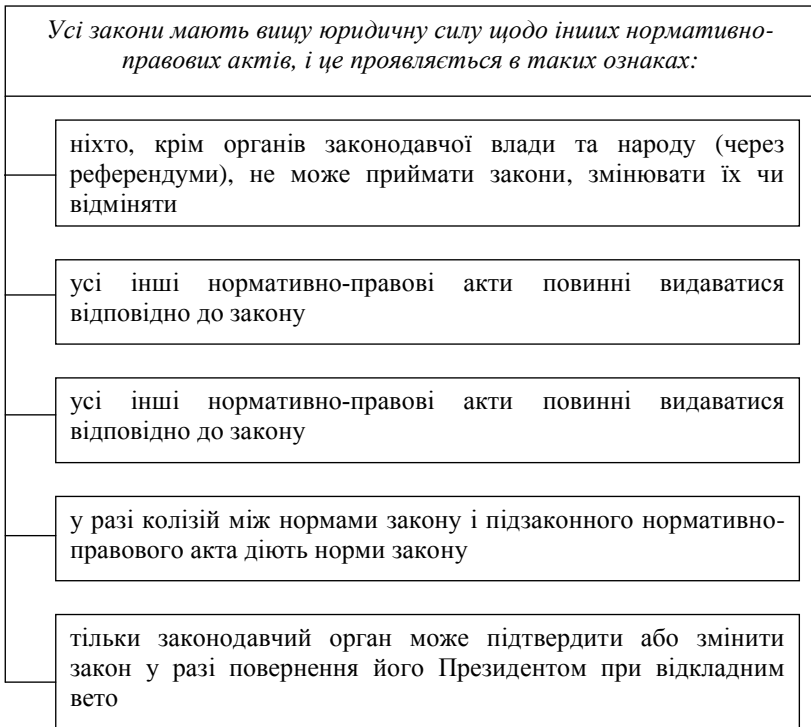 Усі закони мають вищу юридичну силу щодо інших нормативно-
правових актів, і це проявляється в таких ознаках:
ніхто, крім органів законодавчої влади та народу (через
референдуми), не може приймати закони, змінювати їх чи
відміняти
усі інші нормативно-правові акти повинні видаватися
відповідно до закону
усі інші нормативно-правові акти повинні видаватися
відповідно до закону
у разі колізій між нормами закону і підзаконного нормативно-
правового акта діють норми закону
тільки законодавчий орган може підтвердити або змінити
закон у разі повернення його Президентом при відкладним
вето